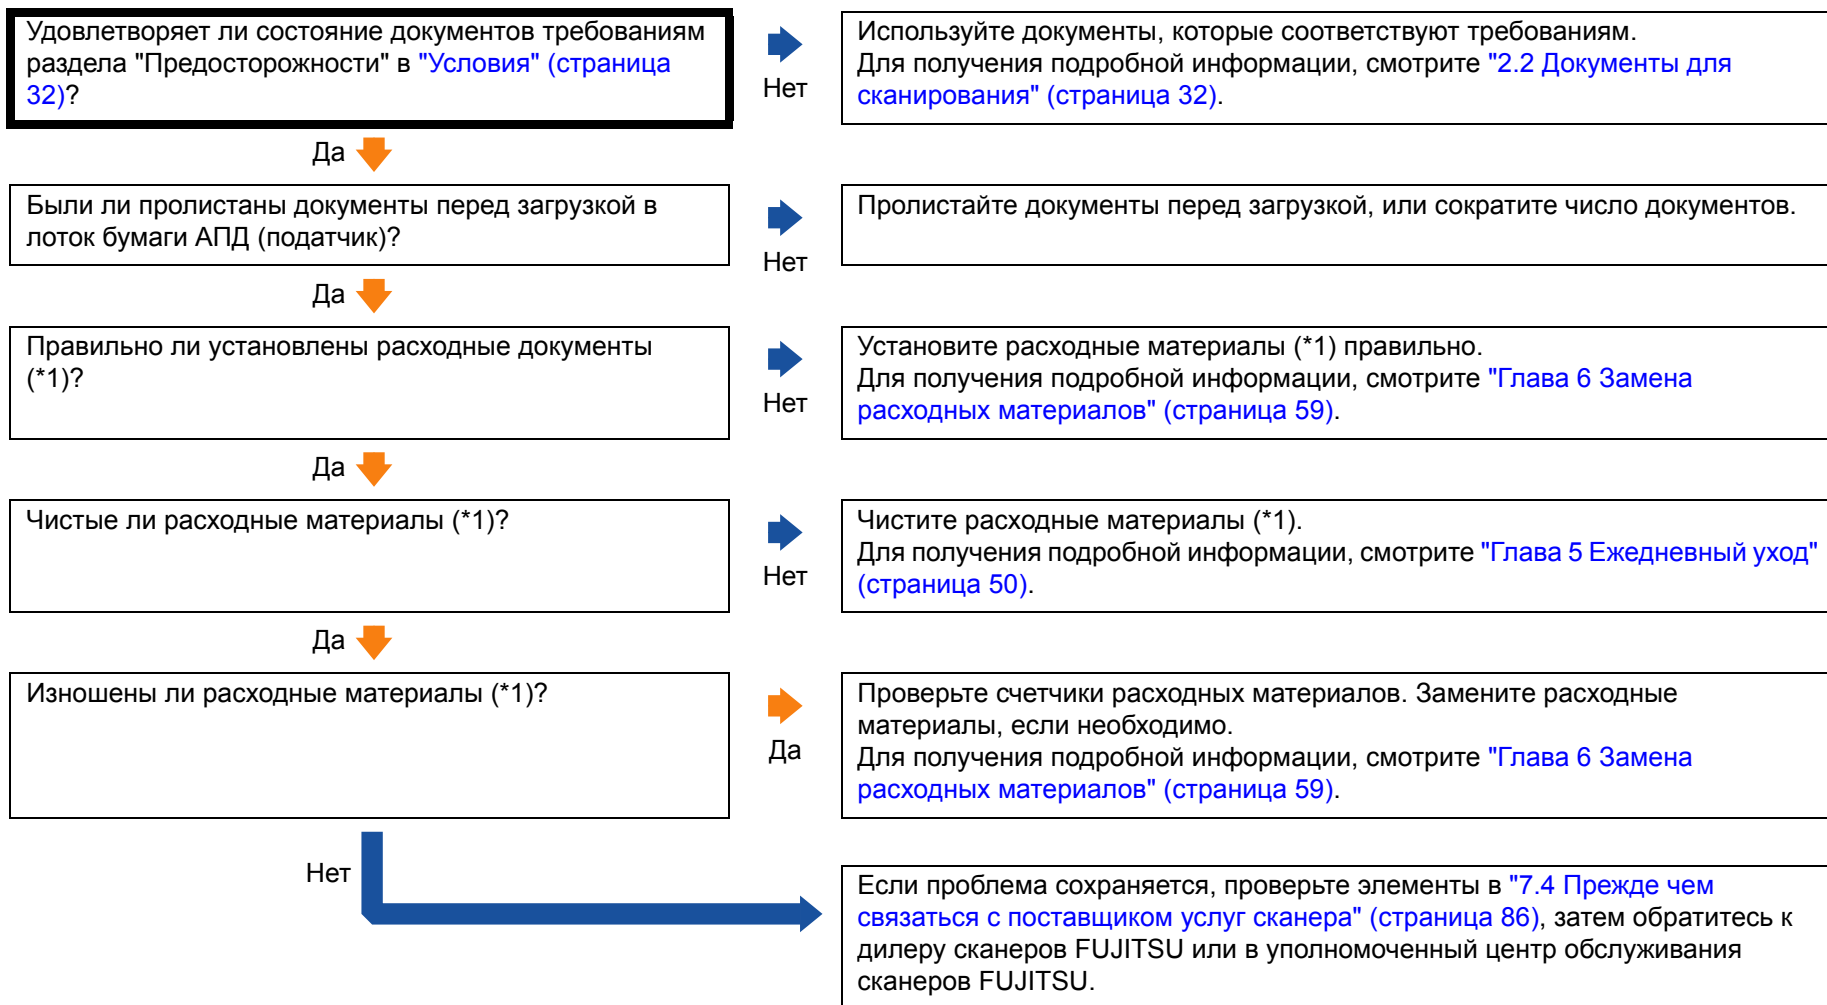 Удовлетворяет ли состояние документов требованиям
раздела "Предосторожности" в "Условия" (страница
32)?
Нет
Используйте документы, которые соответствуют требованиям.
Для получения подробной информации, смотрите "2.2 Документы для
сканирования" (страница 32).
Да
Были ли пролистаны документы перед загрузкой в
лоток бумаги АПД (податчик)?
Нет
Пролистайте документы перед загрузкой, или сократите число документов.
Да
Правильно ли установлены расходные документы
(*1)?
Нет
Установите расходные материалы (*1) правильно.
Для получения подробной информации, смотрите "Глава 6 Замена
расходных материалов" (страница 59).
Да
Чистые ли расходные материалы (*1)?
Нет
Чистите расходные материалы (*1).
Для получения подробной информации, смотрите "Глава 5 Ежедневный уход"
(страница 50).
Да
Изношены ли расходные материалы (*1)?
Да
Проверьте счетчики расходных материалов. Замените расходные
материалы, если необходимо.
Для получения подробной информации, смотрите "Глава 6 Замена
расходных материалов" (страница 59).
Нет
Если проблема сохраняется, проверьте элементы в "7.4 Прежде чем
связаться с поставщиком услуг сканера" (страница 86), затем обратитесь к
дилеру сканеров FUJITSU или в уполномоченный центр обслуживания
сканеров FUJITSU.